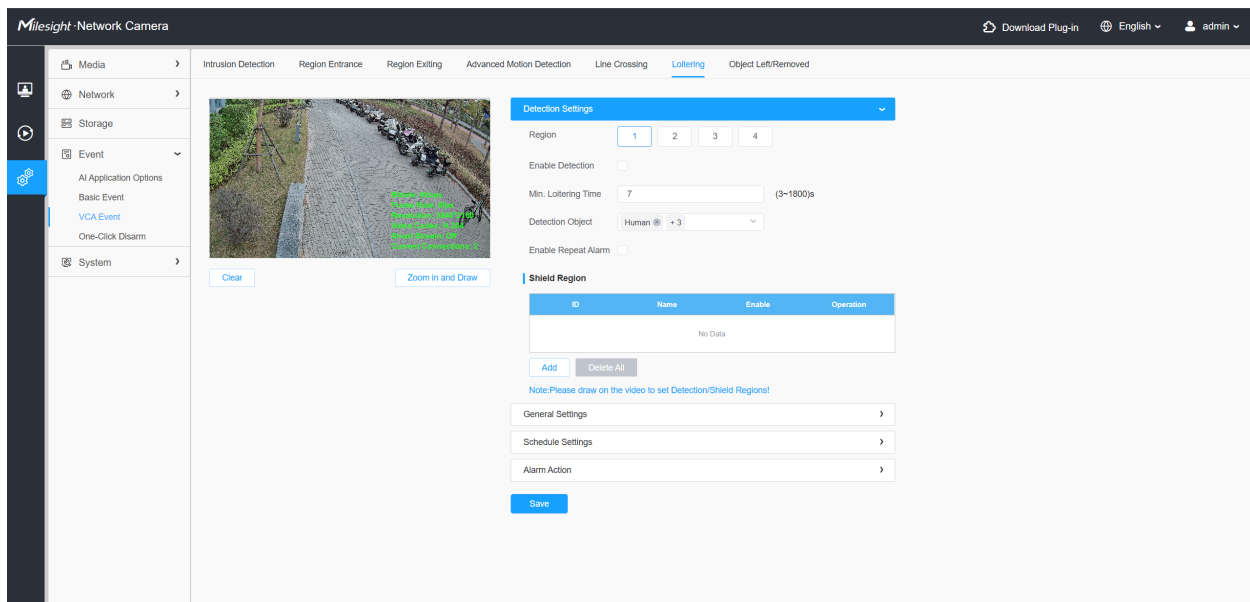 Milesight · Network Camera
Download Plug-in
English
admin
Media
Network
Storage
Event
AI Application Options
Basic Event
VCA Event
One-Click Disarm
System
Intrusion Detection Region Entrance Region Exiting Advanced Motion Detection Line Crossing Loitering Object Left/Removed
Clear
Zoom in and Draw
Detection Settings
Region 1 2 3 4
Enable Detection
Min. Loitering Time 7 (3~1800)s
Detection Object Human + 3
Enable Repeat Alarm
Shield Region
ID Name Enable Operation
No Data
Add Delete All
Note:Please draw on the video to set Detection/Shield Regions!
General Settings
Schedule Settings
Alarm Action
Save